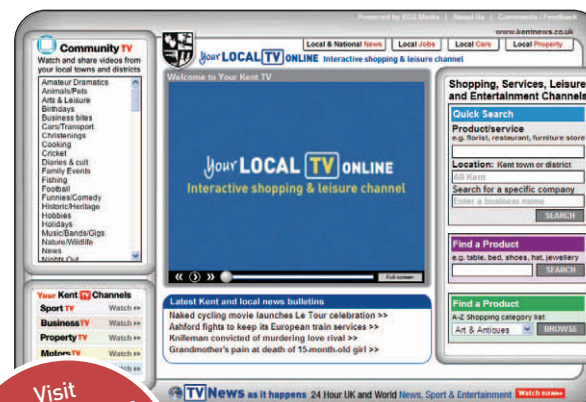 Powered by KOS Media | About Us | Comments / Feedback
www.kentnews.co.uk
Local & National News
Local Jobs
Local Cars
Local Property
Your LOCAL TV ONLINE Interactive shopping & leisure channel
Community TV
Watch and share videos from
your local towns and districts
Amateur Dramatics
Animals/Pets
Arts & Leisure
Birthdays
Business bites
Cars/Transport
Christenings
Cooking
Cricket
Diaries & cult
Family Events
Fishing
Football
Funnies/Comedy
Historic/Heritage
Hobbies
Holidays
Music/Bands/Gigs
Nature/Wildlife
News
Nights Out
Your Kent TV Channels
Sport TV Watch
Business TV Watch
Property TV Watch
Motors TV Watch
Visit
Welcome to Your Kent TV
Your LOCAL TV ONLINE
Interactive shopping & leisure channel
Full screen
Latest Kent and local news bulletins
Naked cycling movie launches Le Tour celebration >>
Ashford fights to keep its European train services >>
Knifeman convicted of murdering love rival >>
Grandmother's pain at death of 15-month-old girl >>
Shopping, Services, Leisure
and Entertainment Channels
Quick Search
Product/service
e.g. florist, restaurant, furniture store
Location: Kent town or district
All Kent
Search for a specific company
Enter a business name
SEARCH
Find a Product
e.g. table, bed, shoes, hat, jewellery
SEARCH
Find a Product
A-Z Shopping category list
Art & Antiques
BROWSE
TV News as it happens 24 Hour UK and World News, Sport & Entertainment Watch now>>